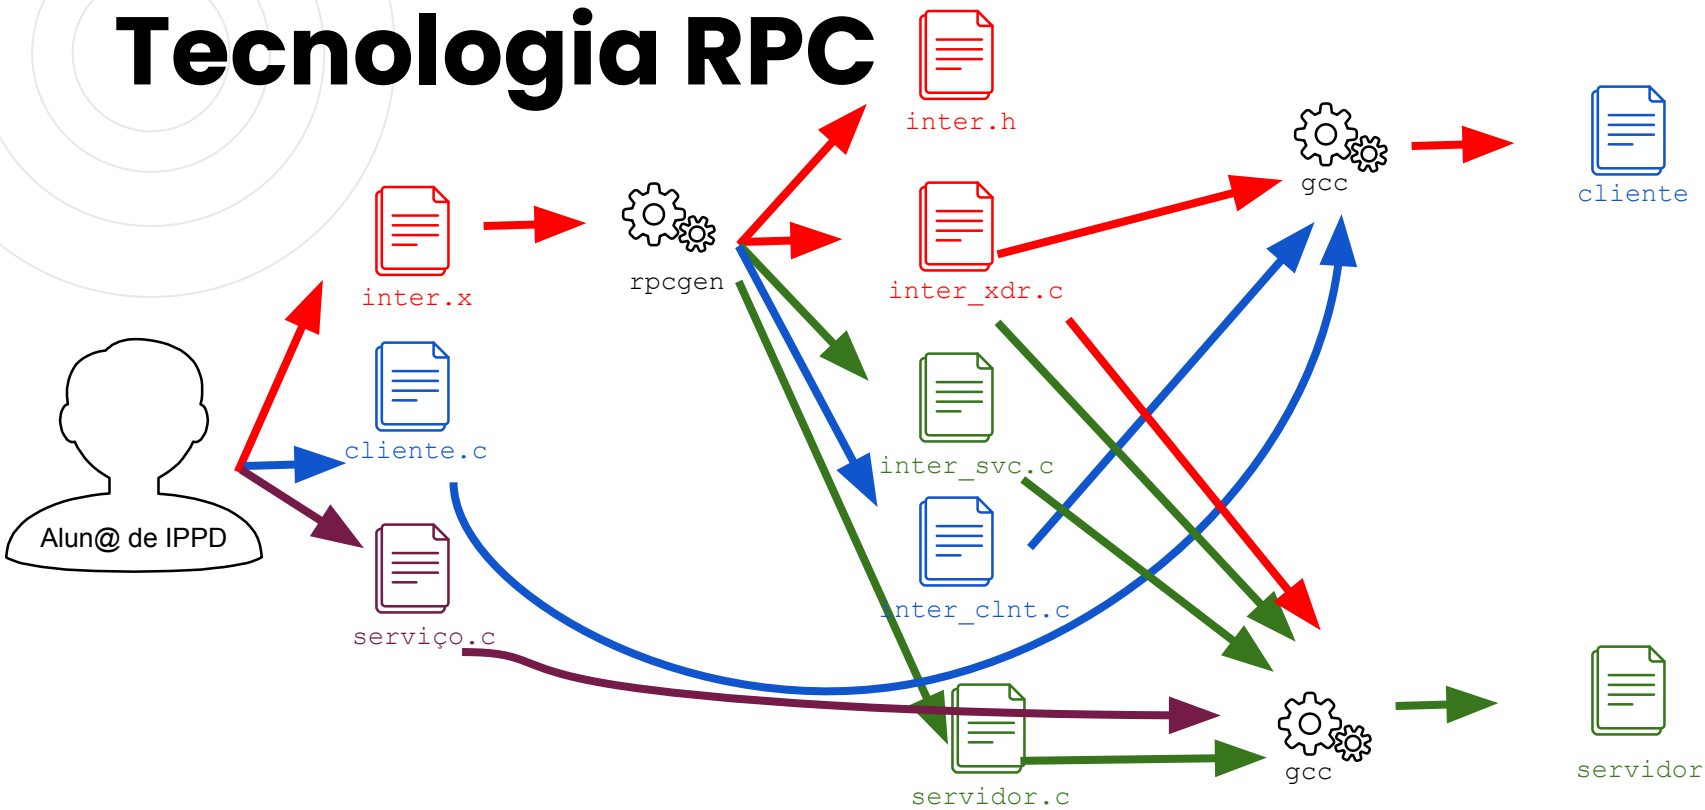 Tecnologia RPC
inter.h
gcc
cliente
inter.x
rpcgen
inter_xdr.c
cliente.c
inter_svc.c
Alun@ de IPPD
serviço.c
inter_clnt.c
servidor.c
gcc
servidor